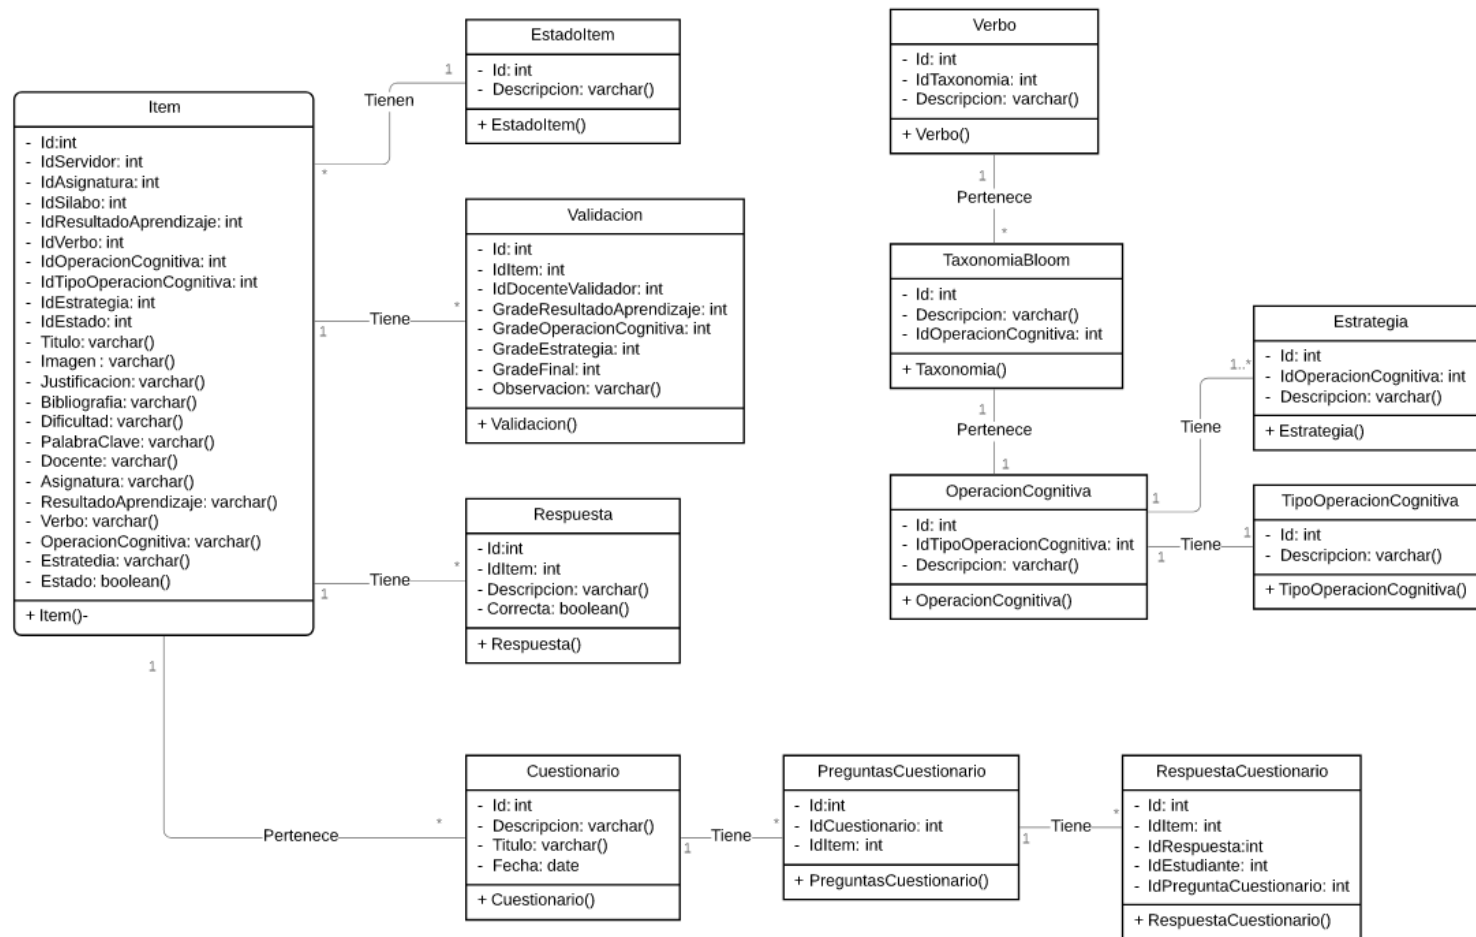 Item
- Id:int
- IdServidor: int
- IdAsignatura: int
- IdSilabo: int
- IdResultadoAprendizaje: int
- IdVerbo: int
- IdOperacionCognitiva: int
- IdTipoOperacionCognitiva: int
- IdEstrategia: int
- IdEstado: int
- Titulo: varchar()
- Imagen : varchar()
- Justificacion: varchar()
- Bibliografia: varchar()
- Dificultad: varchar()
- PalabraClave: varchar()
- Docente: varchar()
- Asignatura: varchar()
- ResultadoAprendizaje: varchar()
- Verbo: varchar()
- OperacionCognitiva: varchar()
- Estratedia: varchar()
- Estado: boolean()
+ Item()-
*
Tienen
1
EstadoItem
- Id: int
- Descripcion: varchar()
+ EstadoItem()
1
Tiene
*
Validacion
- Id: int
- IdItem: int
- IdDocenteValidador: int
- GradeResultadoAprendizaje: int
- GradeOperacionCognitiva: int
- GradeEstrategia: int
- GradeFinal: int
- Observacion: varchar()
+ Validacion()
1
Tiene
*
Respuesta
- Id:int
- IdItem: int
- Descripcion: varchar()
- Correcta: boolean()
+ Respuesta()
1
Pertenece
*
Cuestionario
- Id: int
- Descripcion: varchar()
- Titulo: varchar()
- Fecha: date
+ Cuestionario()
1
Tiene
*
PreguntasCuestionario
- Id:int
- IdCuestionario: int
- IdItem: int
+ PreguntasCuestionario()
1
Tiene
*
RespuestaCuestionario
- Id: int
- IdItem: int
- IdRespuesta:int
- IdEstudiante: int
- IdPreguntaCuestionario: int
+ RespuestaCuestionario()
Verbo
- Id: int
- IdTaxonomia: int
- Descripcion: varchar()
+ Verbo()
1
Pertenece
*
TaxonomiaBloom
- Id: int
- Descripcion: varchar()
- IdOperacionCognitiva: int
+ Taxonomia()
1
Pertenece
1
OperacionCognitiva
- Id: int
- IdTipoOperacionCognitiva: int
- Descripcion: varchar()
+ OperacionCognitiva()
1
Tiene
1..*
Estrategia
- Id: int
- IdOperacionCognitiva: int
- Descripcion: varchar()
+ Estrategia()
1
Tiene
1
TipoOperacionCognitiva
- Id: int
- Descripcion: varchar()
+ TipoOperacionCognitiva()